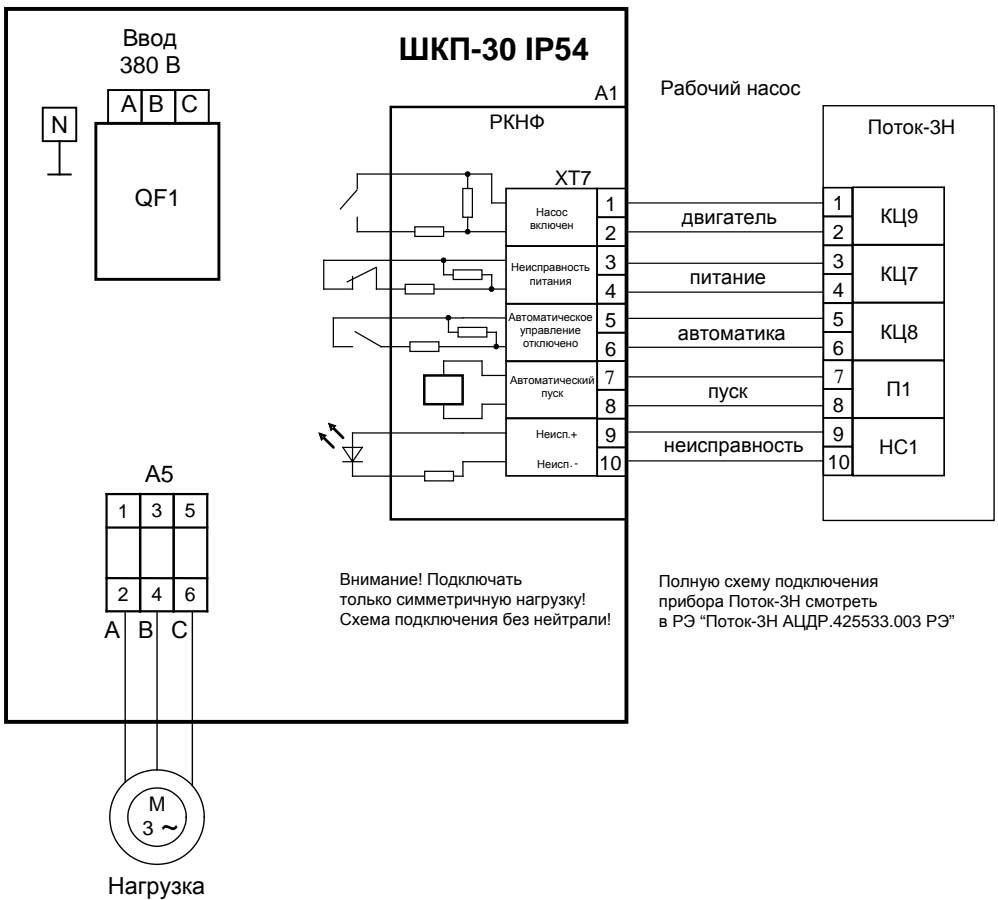 Ввод
380 В
A B C
N
QF1
ШКП-30 IP54
A1
РКНФ
XT7
Насос
включен
1
2
Неисправность
питания
3
4
Автоматическое
управление
отключено
5
6
Автоматический
пуск
7
8
Неисп.+
9
Неисп.-
10
Рабочий насос
двигатель
питание
автоматика
пуск
неисправность
Поток-3Н
1
2
КЦ9
3
4
КЦ7
5
6
КЦ8
7
8
П1
9
10
НС1
A5
1 3 5
2 4 6
A B C
M
3 ~
Нагрузка
Внимание! Подключать
только симметричную нагрузку!
Схема подключения без нейтрали!
Полную схему подключения
прибора Поток-3Н смотреть
в РЭ “Поток-3Н АЦДР.425533.003 РЭ”